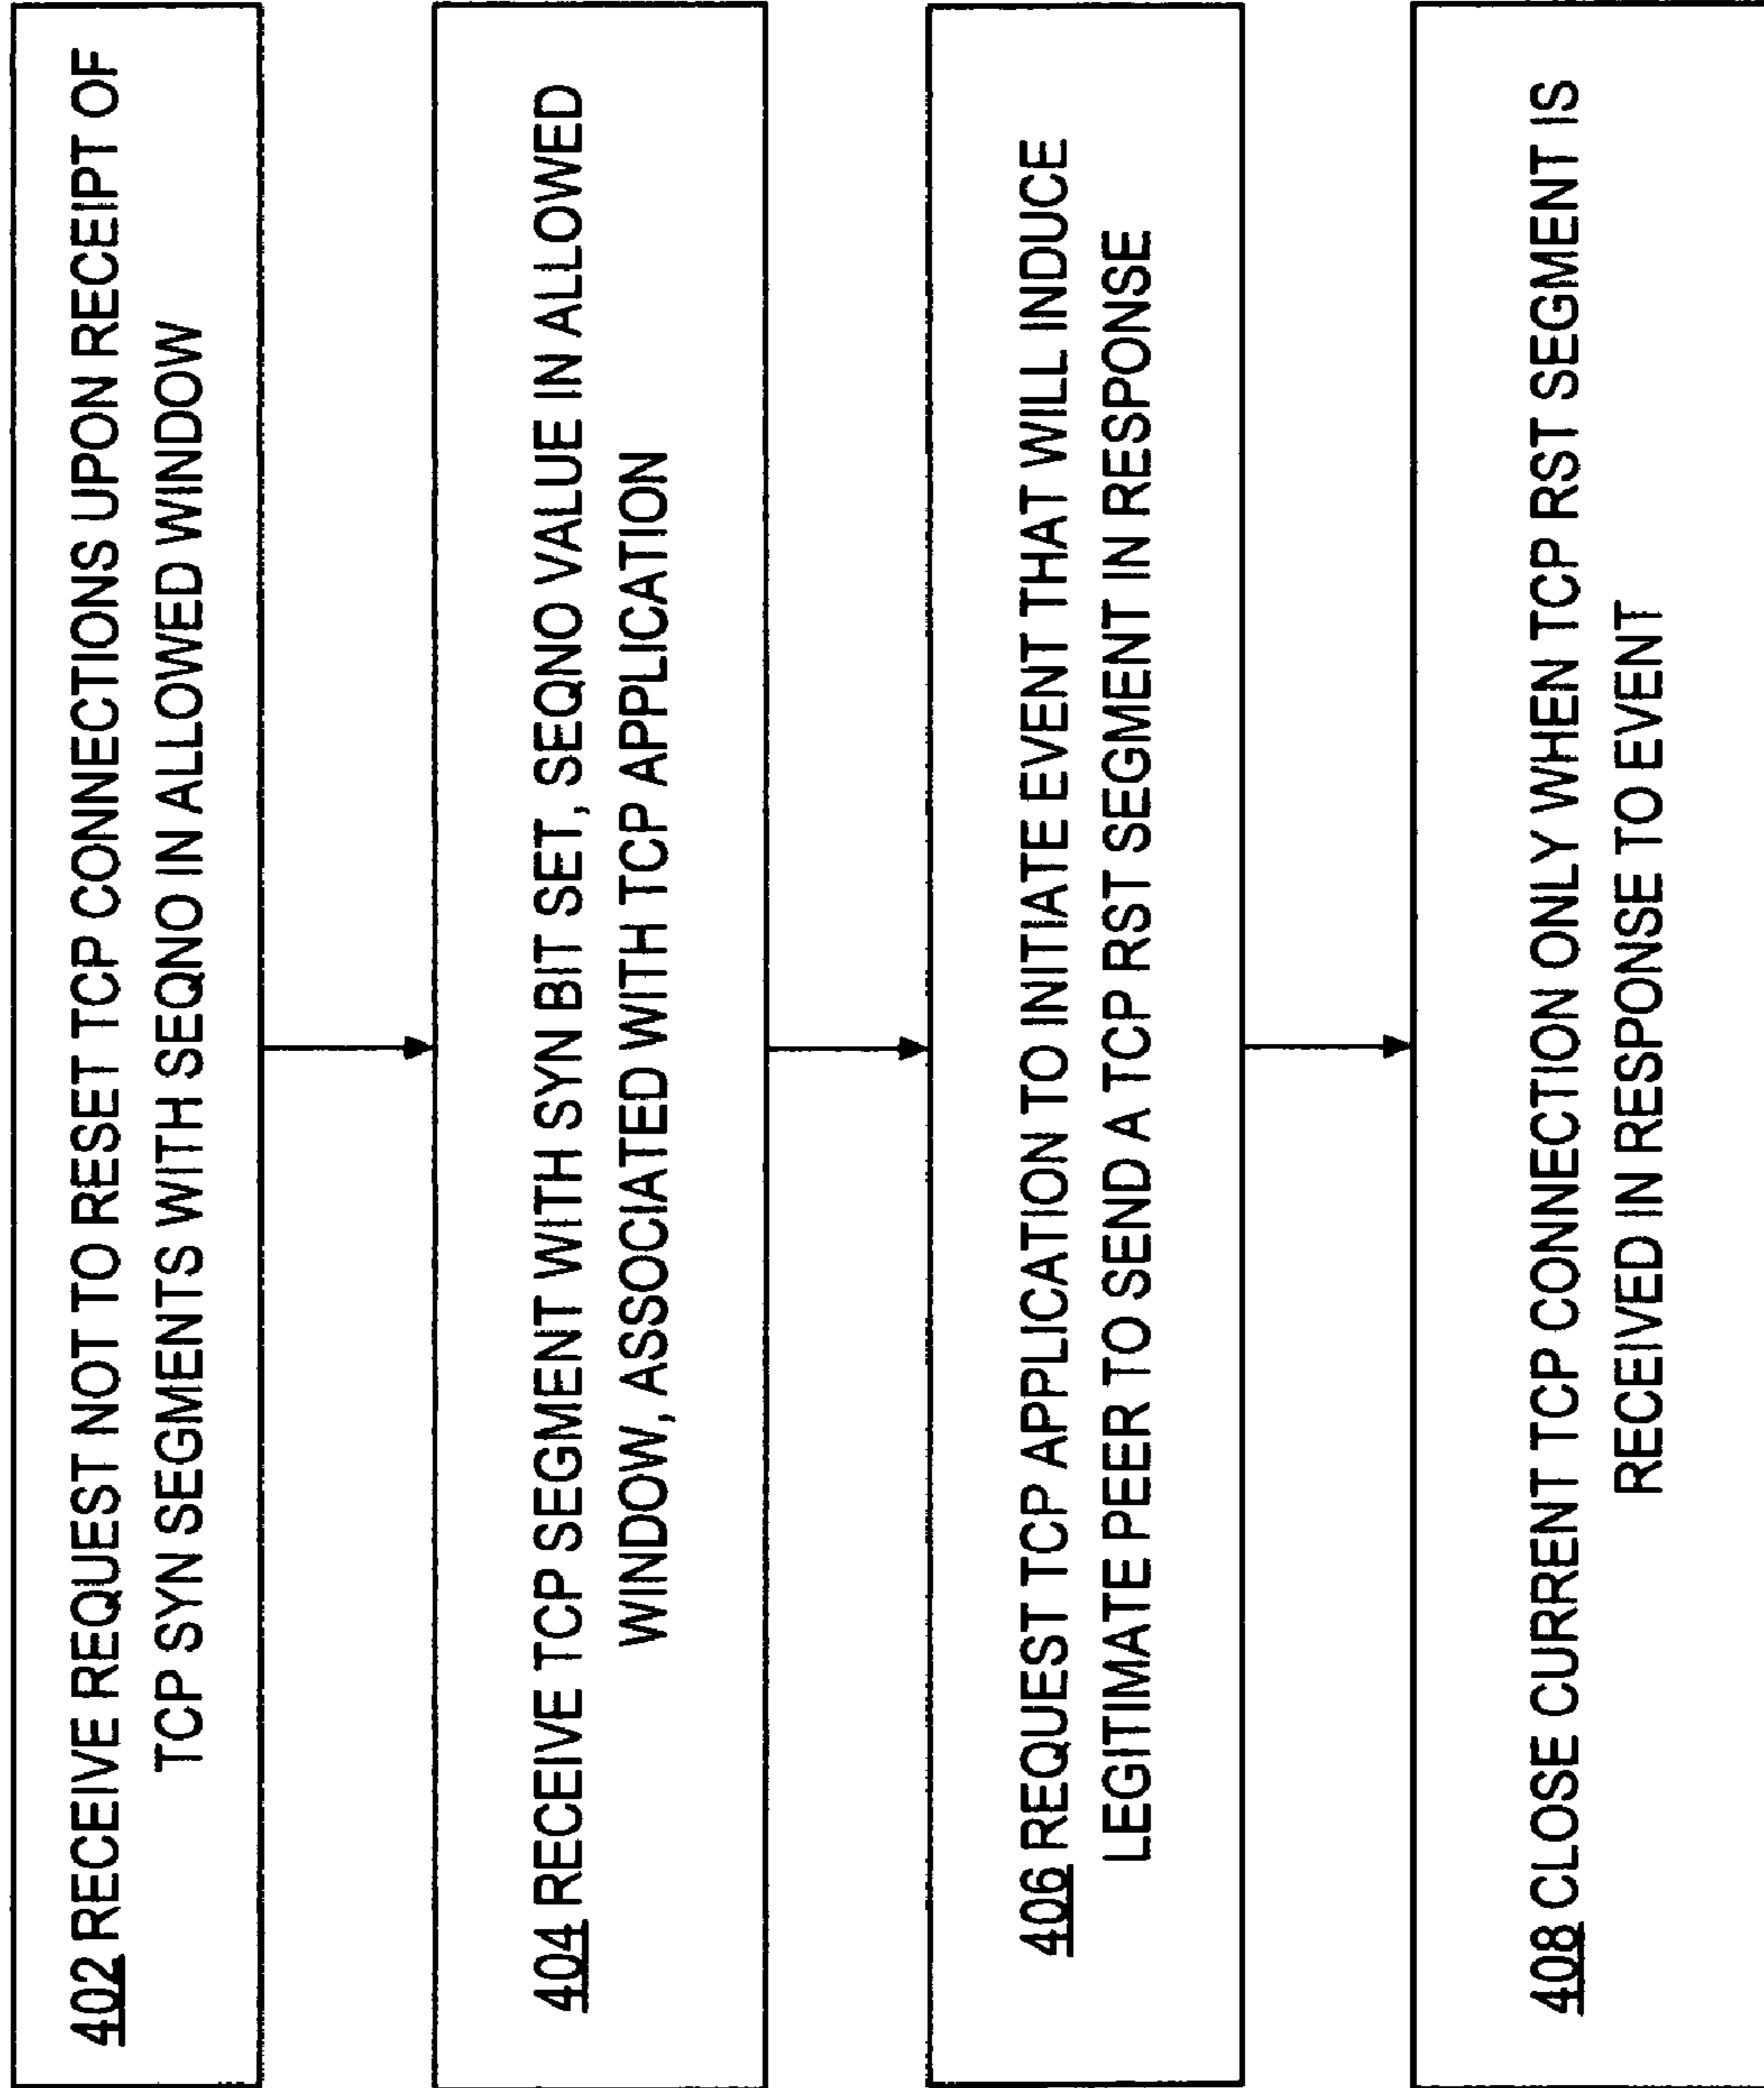 402 RECEIVE REQUEST NOT TO RESET TCP CONNECTIONS UPON RECEIPT OF
TCP SYN SEGMENTS WITH SEQNO IN ALLOWED WINDOW
404 RECEIVE TCP SEGMENT WITH SYN BIT SET, SEQNO VALUE IN ALLOWED
WINDOW, ASSOCIATED WITH TCP APPLICATION
406 REQUEST TCP APPLICATION TO INITIATE EVENT THAT WILL INDUCE
LEGITIMATE PEER TO SEND A TCP RST SEGMENT IN RESPONSE
408 CLOSE CURRENT TCP CONNECTION ONLY WHEN TCP RST SEGMENT IS
RECEIVED IN RESPONSE TO EVENT